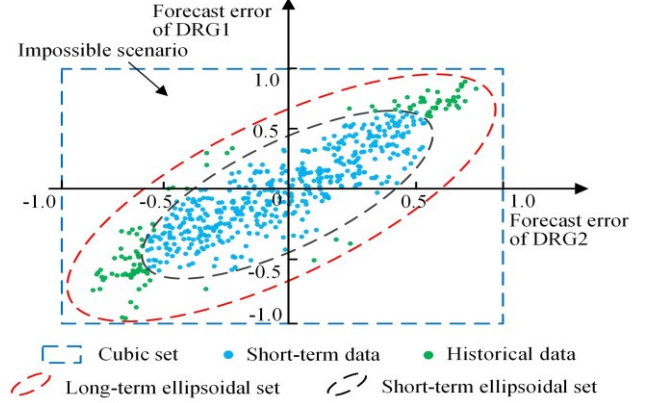 Forecast error
of DRG1
Impossible scenario
1.0
0.5
-1.0
-0.5
0
0.5
1.0
Forecast error
of DRG2
-0.5
-1.0
Cubic set
Short-term data
Historical data
Long-term ellipsoidal set
Short-term ellipsoidal set